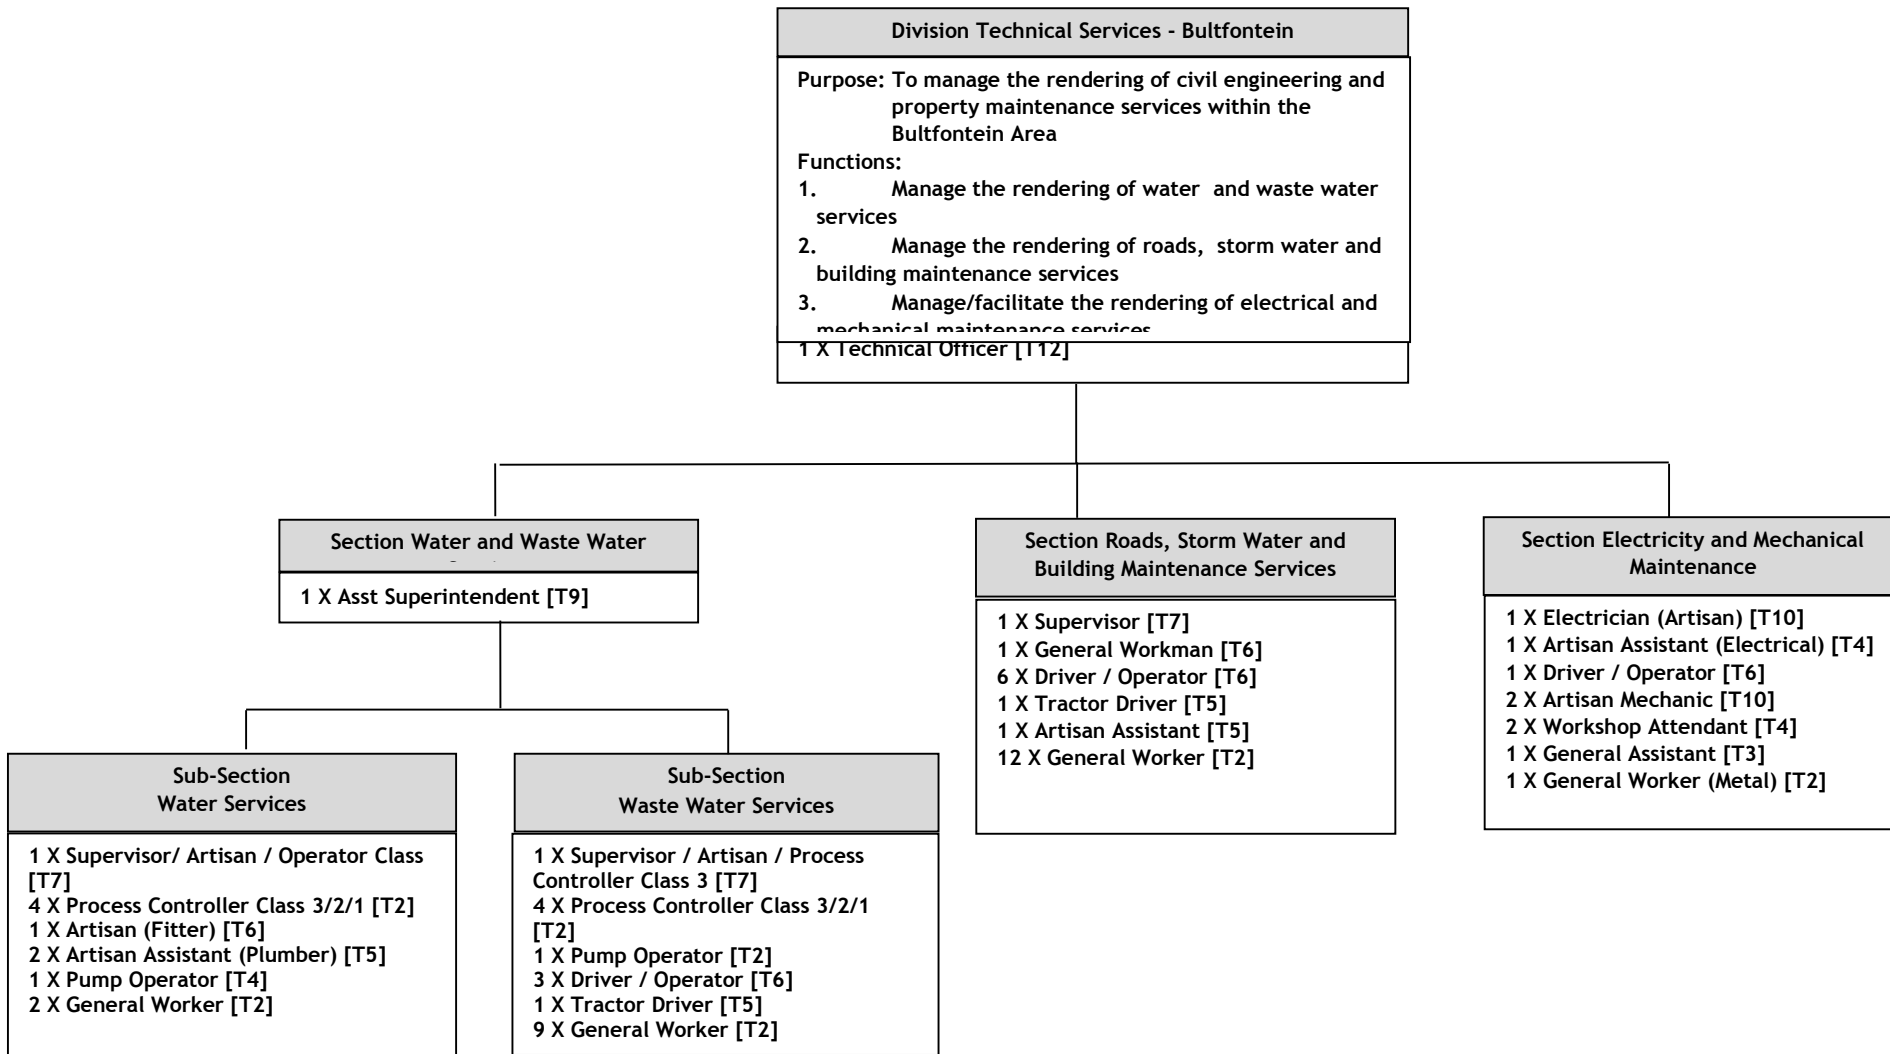 Division Technical Services - Bultfontein
Purpose: To manage the rendering of civil engineering and
property maintenance services within the
Bultfontein Area
Functions:
1. Manage the rendering of water and waste water
services
2. Manage the rendering of roads, storm water and
building maintenance services
3. Manage/facilitate the rendering of electrical and
mechanical maintenance services
1 X Technical Officer [T12]
Section Water and Waste Water
1 X Asst Superintendent [T9]
Section Roads, Storm Water and
Building Maintenance Services
1 X Supervisor [T7]
1 X General Workman [T6]
6 X Driver / Operator [T6]
1 X Tractor Driver [T5]
1 X Artisan Assistant [T5]
12 X General Worker [T2]
Section Electricity and Mechanical
Maintenance
1 X Electrician (Artisan) [T10]
1 X Artisan Assistant (Electrical) [T4]
1 X Driver / Operator [T6]
2 X Artisan Mechanic [T10]
2 X Workshop Attendant [T4]
1 X General Assistant [T3]
1 X General Worker (Metal) [T2]
Sub-Section
Water Services
1 X Supervisor/ Artisan / Operator Class
[T7]
4 X Process Controller Class 3/2/1 [T2]
1 X Artisan (Fitter) [T6]
2 X Artisan Assistant (Plumber) [T5]
1 X Pump Operator [T4]
2 X General Worker [T2]
Sub-Section
Waste Water Services
1 X Supervisor / Artisan / Process
Controller Class 3 [T7]
4 X Process Controller Class 3/2/1
[T2]
1 X Pump Operator [T2]
3 X Driver / Operator [T6]
1 X Tractor Driver [T5]
9 X General Worker [T2]